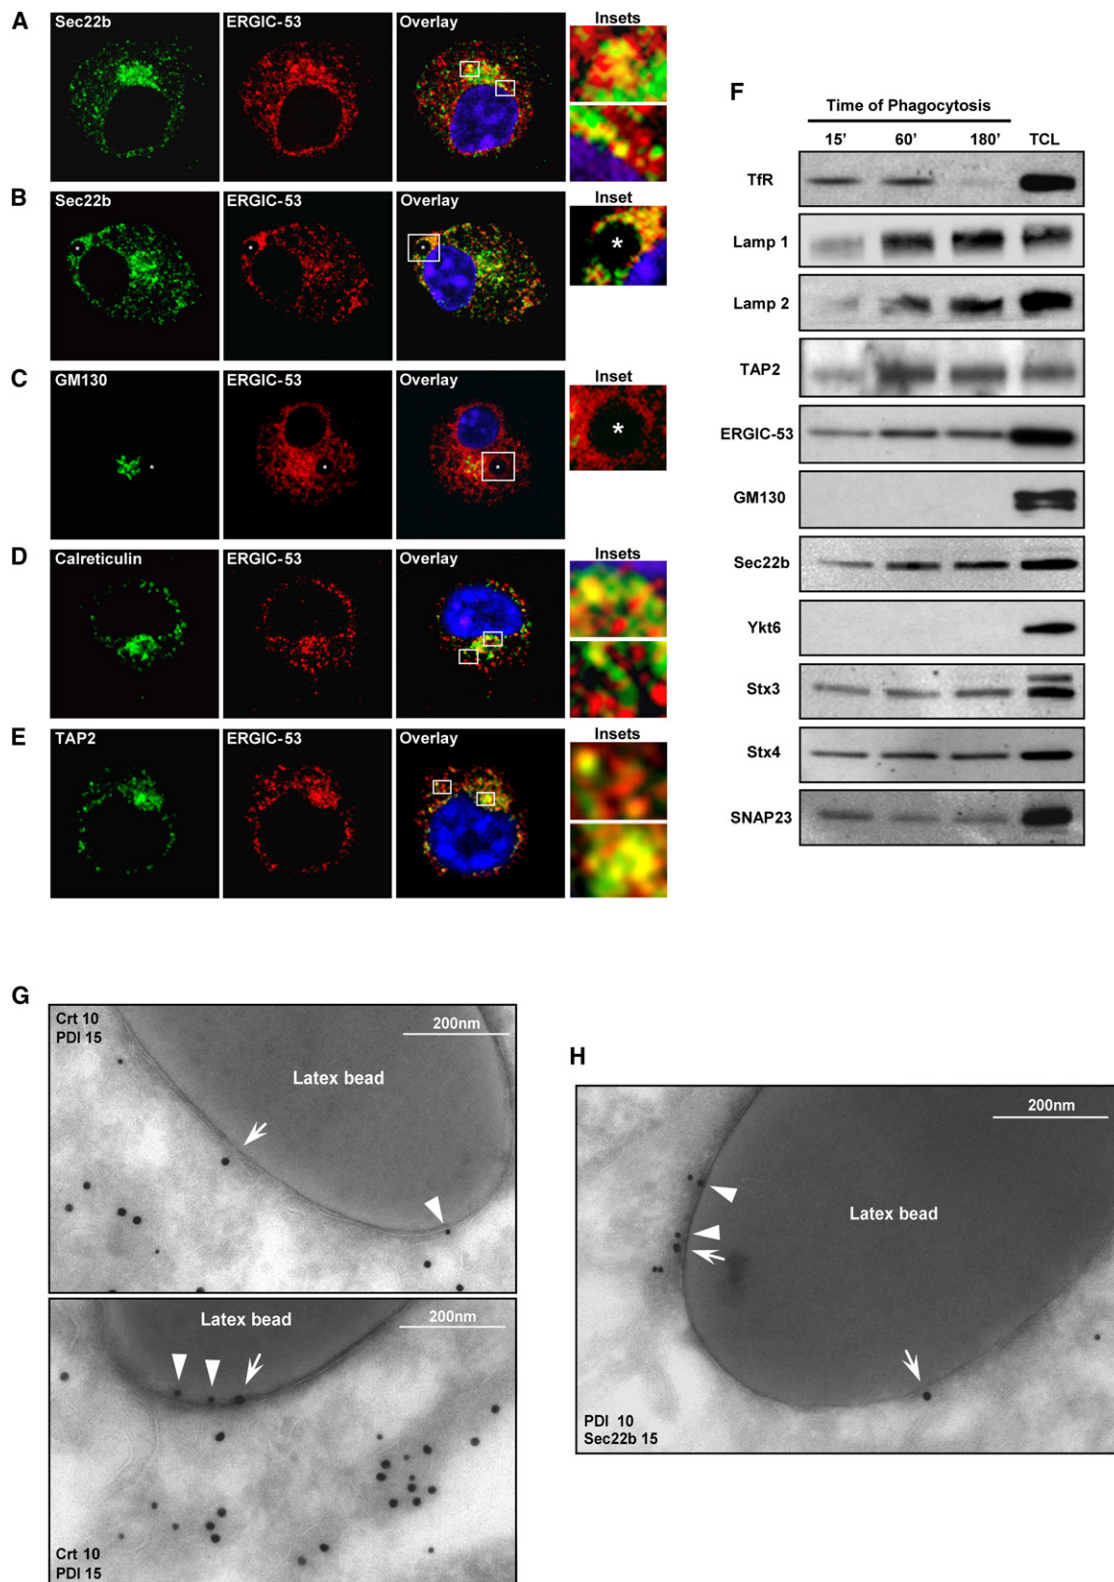 A
Sec22b ERGIC-53 Overlay Insets
B
Sec22b ERGIC-53 Overlay Inset
* * * *
C
GM130 ERGIC-53 Overlay Inset
* * * *
D
Calreticulin ERGIC-53 Overlay Insets
E
TAP2 ERGIC-53 Overlay Insets
F
Time of Phagocytosis
15' 60' 180' TCL
TfR
Lamp 1
Lamp 2
TAP2
ERGIC-53
GM130
Sec22b
Ykt6
Stx3
Stx4
SNAP23
G
Crt 10
PDI 15
200nm
Latex bead
Latex bead
200nm
Crt 10
PDI 15
H
200nm
Latex bead
PDI 10
Sec22b 15